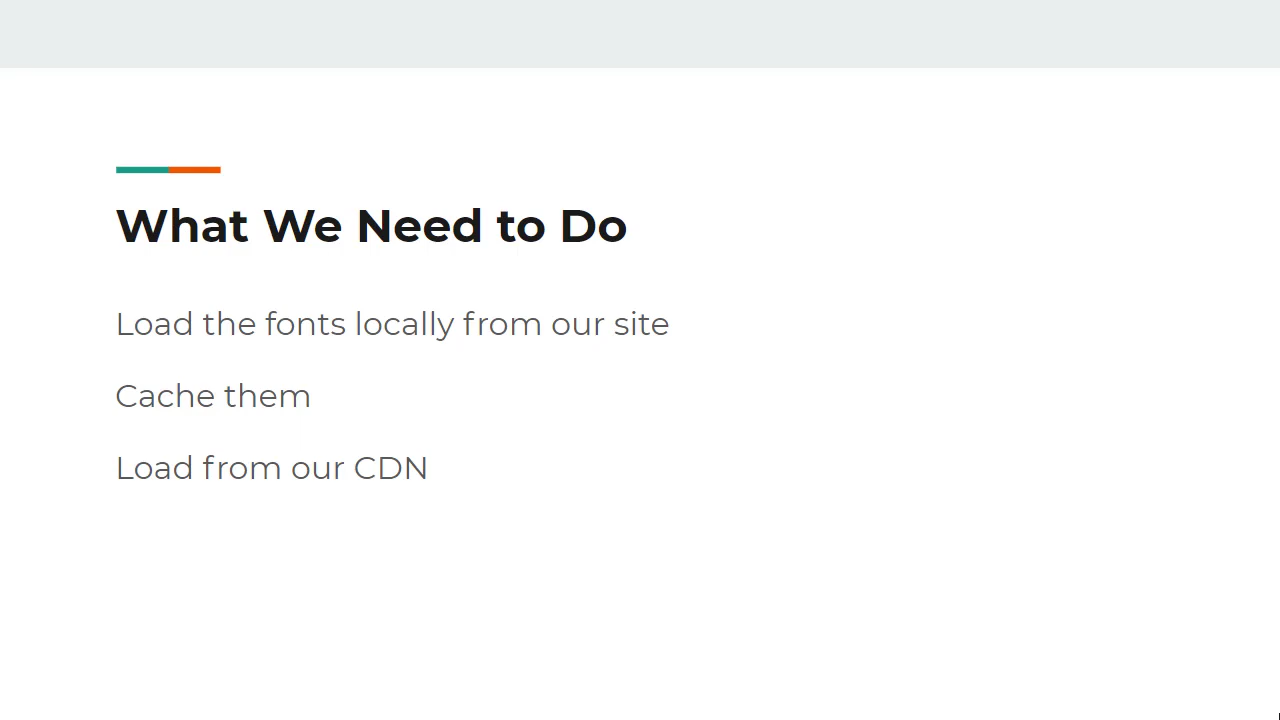 What We Need to Do
Load the fonts locally from our site
Cache them
Load from our CDN